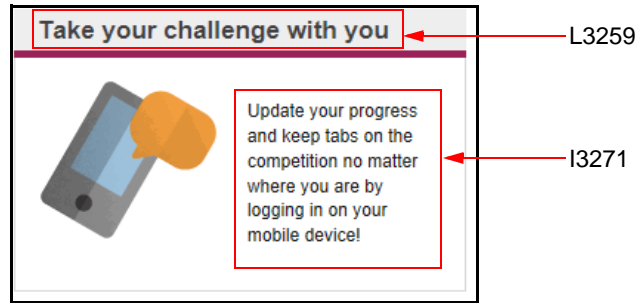 Take your challenge with you
L3259
Update your progress
and keep tabs on the
competition no matter
where you are by
logging in on your
mobile device!
I3271